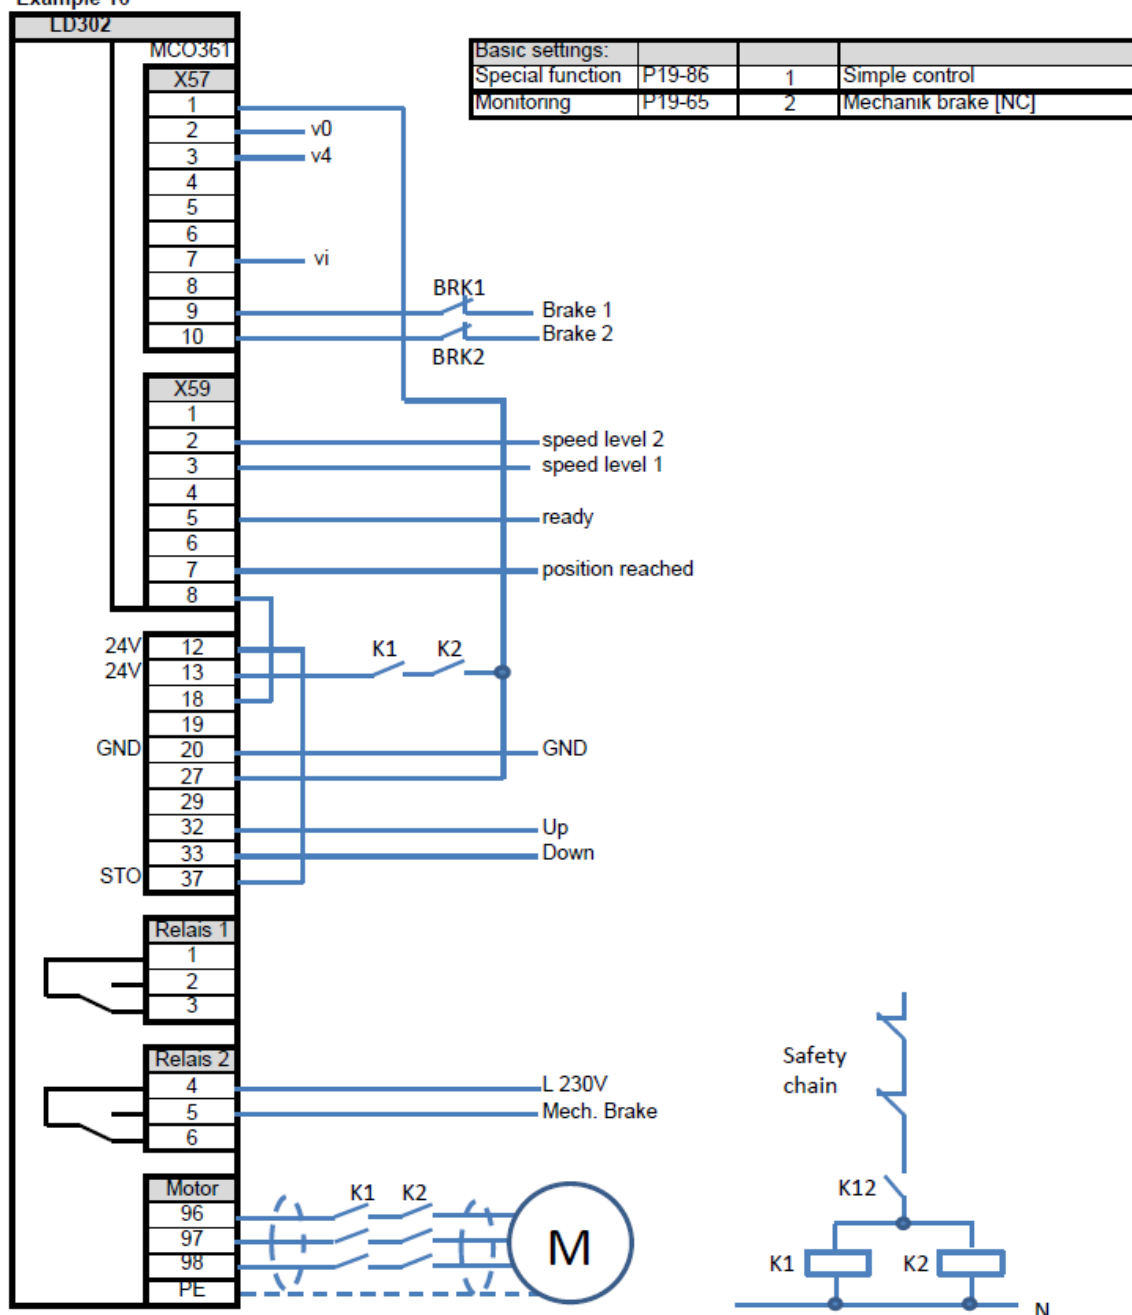 Example 10
LD302
MCO361
Basic settings:
Special function P19-86 1 Simple control
Monitoring P19-65 2 Mechanik brake [NC]
X57
1
2 v0
3 v4
4
5
6
7 vi
8
BRK1
9 Brake 1
10 Brake 2
BRK2
X59
1
2 speed level 2
3 speed level 1
4
5 ready
6
7 position reached
8
24V 12 K1 K2
24V 13
18
19
GND 20 GND
27
29
32 Up
33 Down
STO 37
Relais 1
1
2
3
Relais 2
4 L 230V
5 Mech. Brake
6
Safety
chain
Motor K1 K2 K12
96
97 M
98 K1 K2
PE
N